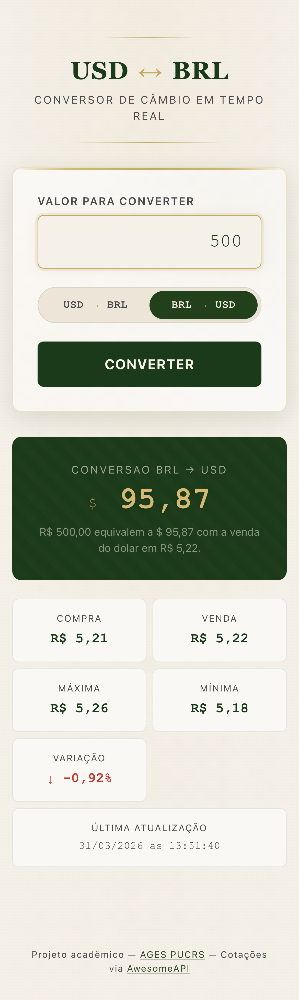 USD ↔ BRL
CONVERSOR DE CÂMBIO EM TEMPO
REAL
VALOR PARA CONVERTER
500
USD → BRL
BRL → USD
CONVERTER
CONVERSAO BRL → USD
$ 95,87
R$ 500,00 equivalem a $ 95,87 com a venda
do dolar em R$ 5,22.
COMPRA
R$ 5,21
VENDA
R$ 5,22
MÁXIMA
R$ 5,26
MÍNIMA
R$ 5,18
VARIAÇÃO
↓ -0,92%
ÚLTIMA ATUALIZAÇÃO
31/03/2026 as 13:51:40
Projeto acadêmico — AGES PUCRS — Cotações
via AwesomeAPI